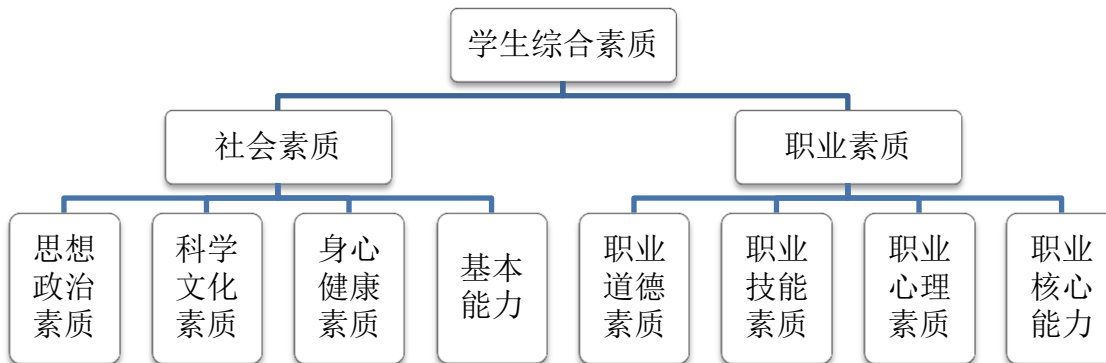 学生综合素质
社会素质
职业素质
思想
政治
素质
科学
文化
素质
身心
健康
素质
基本
能力
职业
道德
素质
职业
技能
素质
职业
心理
素质
职业
核心
能力